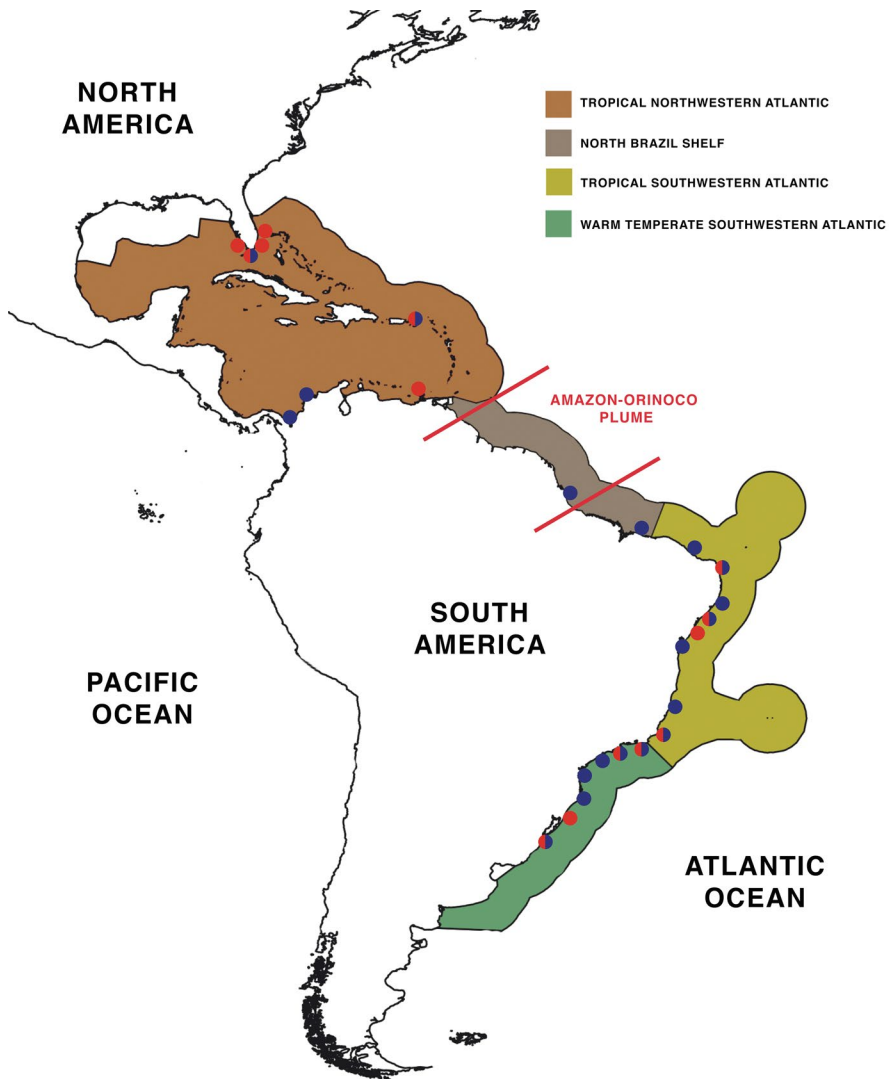 NORTH
AMERICA
TROPICAL NORTHWESTERN ATLANTIC
NORTH BRAZIL SHELF
TROPICAL SOUTHWESTERN ATLANTIC
WARM TEMPERATE SOUTHWESTERN ATLANTIC
AMAZON-ORINOCO
PLUME
SOUTH
AMERICA
PACIFIC
OCEAN
ATLANTIC
OCEAN